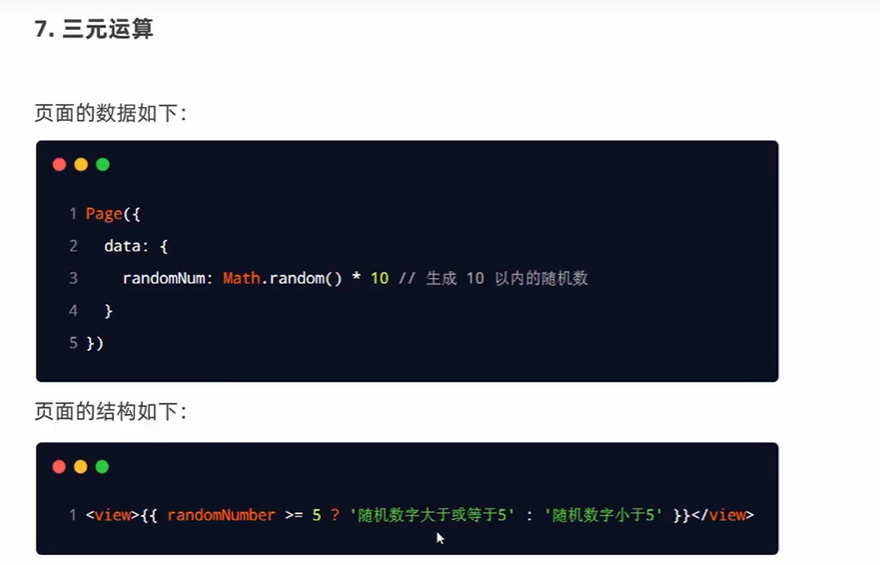 7. 三元运算
页面的数据如下：
1 Page({
2   data: {
3     randomNum: Math.random() * 10 // 生成 10 以内的随机数
4   }
5 })
页面的结构如下：
1 <view>{{ randomNumber >= 5 ? '随机数字大于或等于5' : '随机数字小于5' }}</view>